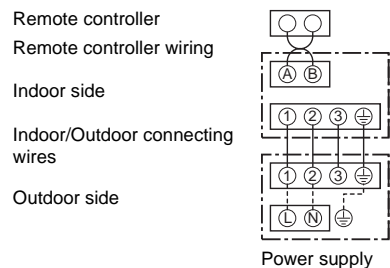 Remote controller
Remote controller wiring
A B
Indoor side
1 2 3
Indoor/Outdoor connecting
wires
1 2 3
Outdoor side
L N
Power supply